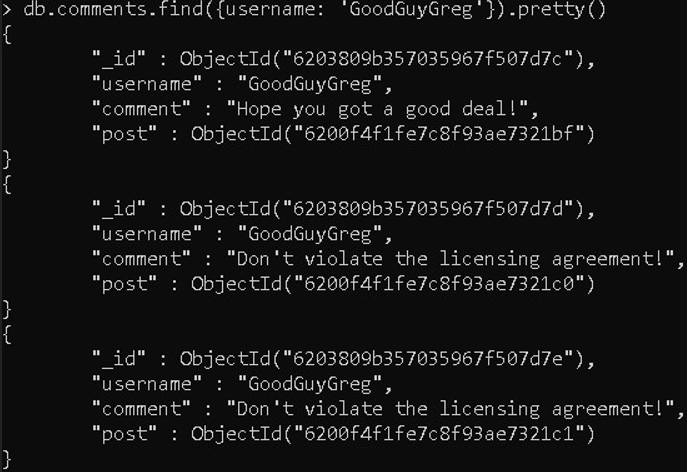 > db.comments.find({username: 'GoodGuyGreg'}).pretty()
{
        "_id" : ObjectId("6203809b357035967f507d7c"),
        "username" : "GoodGuyGreg",
        "comment" : "Hope you got a good deal!",
        "post" : ObjectId("6200f4f1fe7c8f93ae7321bf")
}
{
        "_id" : ObjectId("6203809b357035967f507d7d"),
        "username" : "GoodGuyGreg",
        "comment" : "Don't violate the licensing agreement!",
        "post" : ObjectId("6200f4f1fe7c8f93ae7321c0")
}
{
        "_id" : ObjectId("6203809b357035967f507d7e"),
        "username" : "GoodGuyGreg",
        "comment" : "Don't violate the licensing agreement!",
        "post" : ObjectId("6200f4f1fe7c8f93ae7321c1")
}